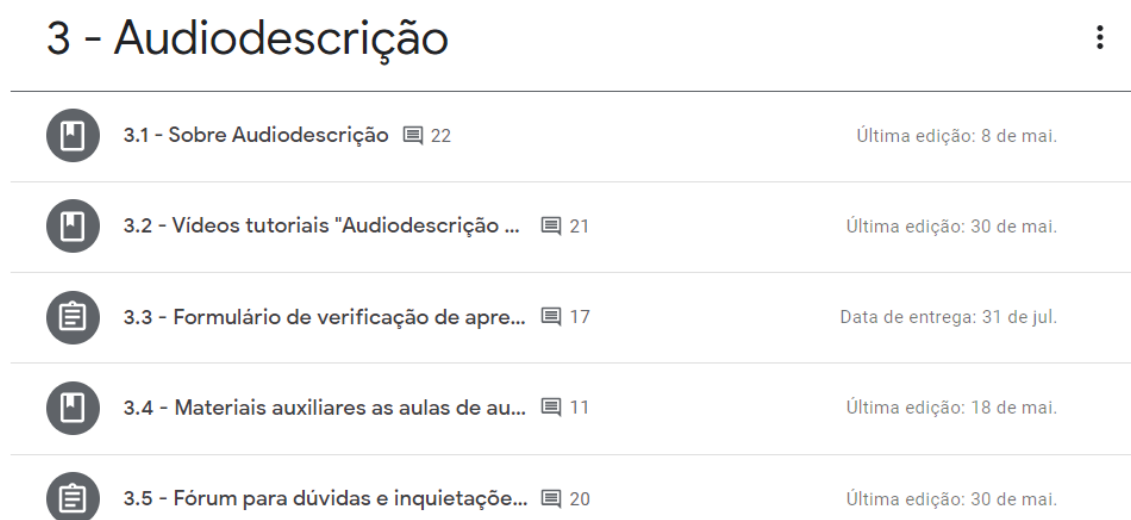 3 - Audiodescrição
3.1 - Sobre Audiodescrição 22 Última edição: 8 de mai.
3.2 - Vídeos tutoriais "Audiodescrição ... 21 Última edição: 30 de mai.
3.3 - Formulário de verificação de apre... 17 Data de entrega: 31 de jul.
3.4 - Materiais auxiliares as aulas de au... 11 Última edição: 18 de mai.
3.5 - Fórum para dúvidas e inquietaçõe... 20 Última edição: 30 de mai.